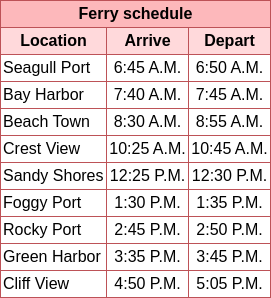 Ferry schedule
Location Arrive Depart
Seagull Port 6:45 A.M. 6:50 A.M.
Bay Harbor 7:40 A.M. 7:45 A.M.
Beach Town 8:30 A.M. 8:55 A.M.
Crest View 10:25 A.M. 10:45 A.M.
Sandy Shores 12:25 P.M. 12:30 P.M.
Foggy Port 1:30 P.M. 1:35 P.M.
Rocky Port 2:45 P.M. 2:50 P.M.
Green Harbor 3:35 P.M. 3:45 P.M.
Cliff View 4:50 P.M. 5:05 P.M.